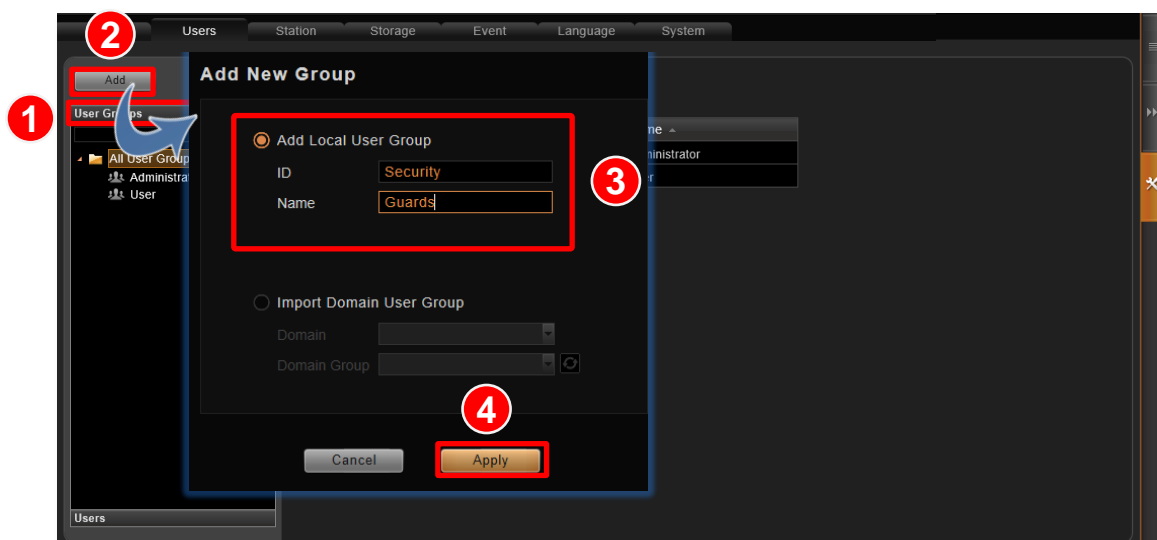 2
Users Station Storage Event Language System
Add
Add New Group
1
User Groups
Add Local User Group
ID Security
Name Guards
3
All User Group
Administra
User
Import Domain User Group
Domain
Domain Group
4
Cancel Apply
Users